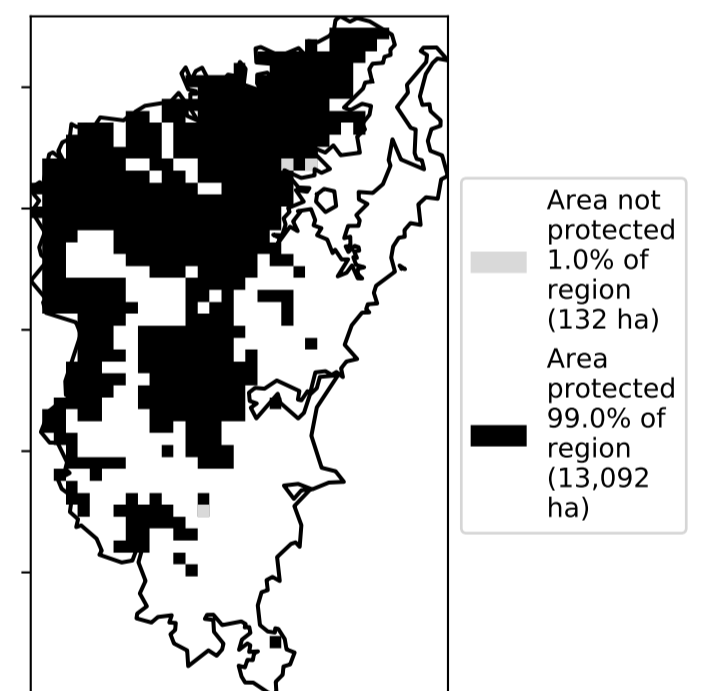 Area not
protected
1.0% of
region
(132 ha)
Area
protected
99.0% of
region
(13,092
ha)